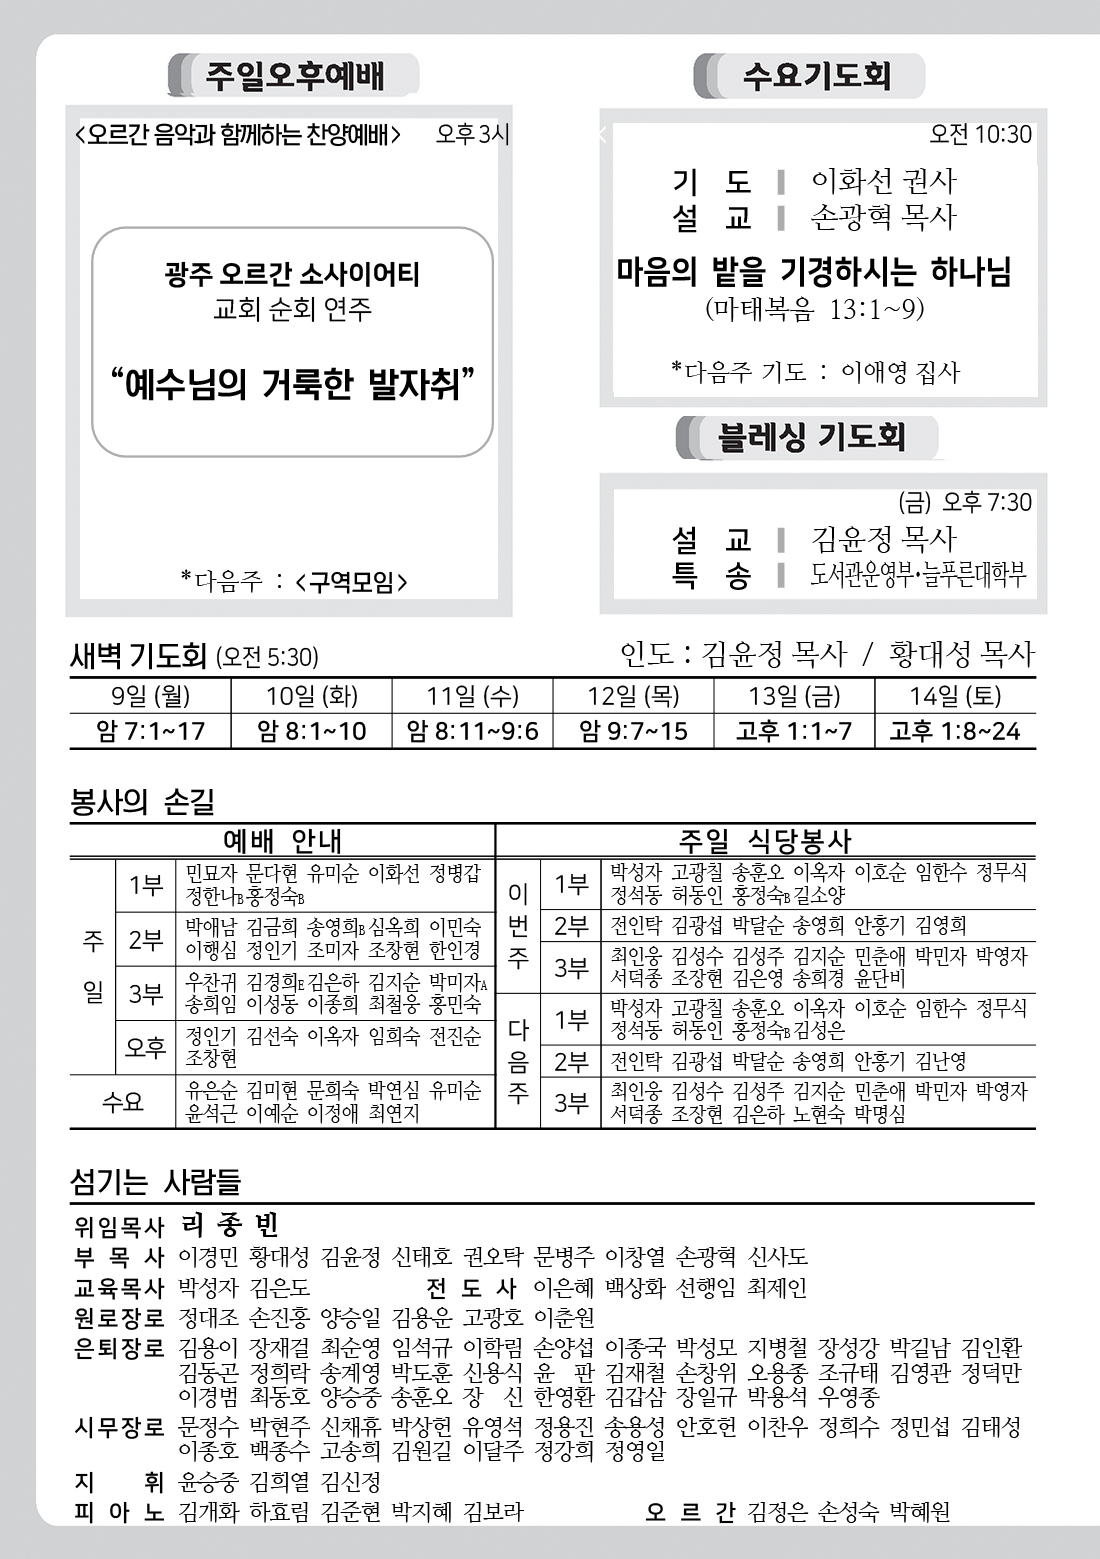 주일오후예배
<오르간 음악과 함께하는 찬양예배> 오후 3시
광주 오르간 소사이어티
교회 순회 연주
“예수님의 거룩한 발자취”
*다음주 : <구역모임>
수요기도회
오전 10:30
기 도 이화선 권사
설 교 손광혁 목사
마음의 밭을 기경하시는 하나님
(마태복음 13:1~9)
*다음주 기도 : 이애영 집사
블레싱 기도회
(금) 오후 7:30
설 교 김윤정 목사
특 송 도서관운영부·늘푸른대학부
새벽 기도회 (오전 5:30) 인도 : 김윤정 목사 / 황대성 목사
9일 (월) 10일 (화) 11일 (수) 12일 (목) 13일 (금) 14일 (토)
암 7:1~17 암 8:1~10 암 8:11~9:6 암 9:7~15 고후 1:1~7 고후 1:8~24
봉사의 손길
예배 안내
주일
1부 민묘자 문다현 유미순 이화선 정병갑
정한나B 홍정숙B
2부 박애남 김금희 송영희B 심옥희 이민숙
이행심 정인기 조미자 조창현 한인경
3부 우찬귀 김경희E 김은하 김지순 박미자A
송희임 이성동 이종희 최철웅 홍민숙
오후 정인기 김선숙 이옥자 임희숙 전진순
조창현
수요 유은순 김미현 문희숙 박연심 유미순
윤석근 이예순 이정애 최연지
주일 식당봉사
이번주
1부 박성자 고광칠 송훈오 이옥자 이호순 임한수 정무식
정석동 허동인 홍정숙B 길소양
2부 전인탁 김광섭 박달순 송영희 안흥기 김영희
3부 최인웅 김성수 김성주 김지순 민춘애 박민자 박영자
서덕종 조장현 김은영 송희경 윤단비
다음주
1부 박성자 고광칠 송훈오 이옥자 이호순 임한수 정무식
정석동 허동인 홍정숙B 김성은
2부 전인탁 김광섭 박달순 송영희 안흥기 김난영
3부 최인웅 김성수 김성주 김지순 민춘애 박민자 박영자
서덕종 조장현 김은하 노현숙 박명심
섬기는 사람들
위임목사 리종빈
부 목 사 이경민 황대성 김윤정 신태호 권오탁 문병주 이창열 손광혁 신사도
교육목사 박성자 김은도 전 도 사 이은혜 백상화 선행임 최제인
원로장로 정대조 손진홍 양승일 김용운 고광호 이춘원
은퇴장로 김용이 장재걸 최순영 임석규 이학림 손양섭 이종국 박성모 지병철 장성강 박길남 김인환
김동곤 정희락 송계영 박도훈 신용식 윤 판 김재철 손창위 오용종 조규태 김영관 정덕만
이경범 최동호 양승중 송훈오 장 신 한영환 김갑삼 장일규 박용석 우영종
시무장로 문정수 박현주 신채휴 박상헌 유영석 정용진 송용성 안호헌 이찬우 정희수 정민섭 김태성
이종호 백종수 고송희 김원길 이달주 정강희 정영일
지 휘 윤승중 김희열 김신정
피 아 노 김개화 하효림 김준현 박지혜 김보라 오 르 간 김정은 손성숙 박혜원